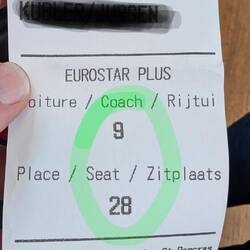 EUROSTAR PLUS
oiture / Coach / Rijtui
9
Place / Seat / Zitplaats
28